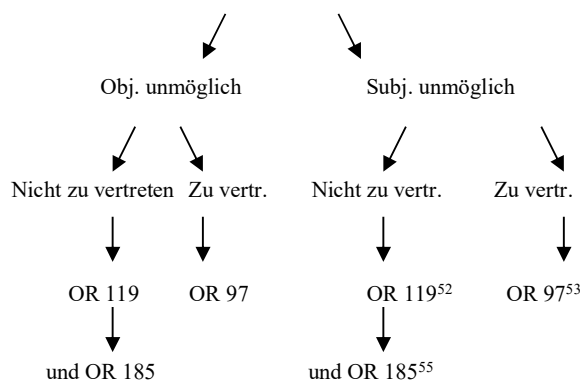 Obj. unmöglich Subj. unmöglich
Nicht zu vertreten Zu vertr. Nicht zu vertr. Zu vertr.
OR 119 OR 97 OR 119⁵² OR 97⁵³
und OR 185 und OR 185⁵⁵